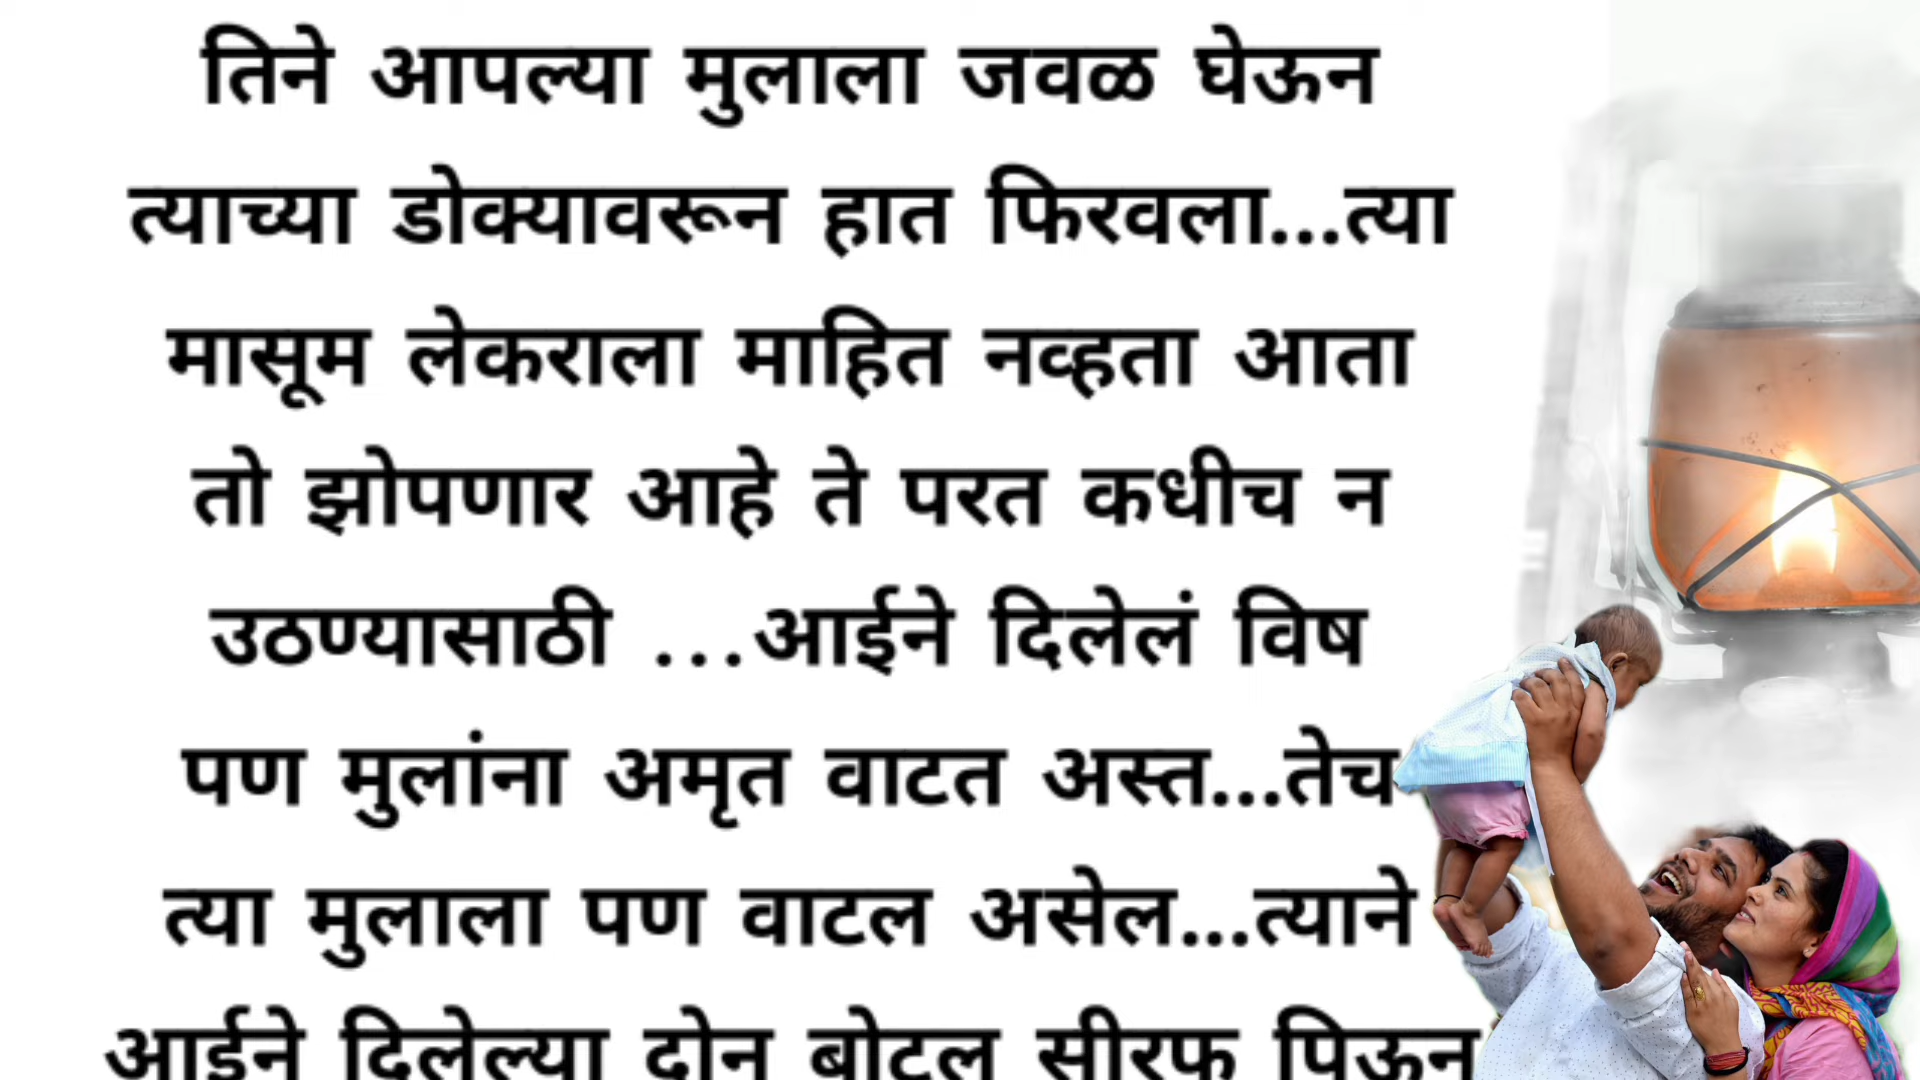 तिने आपल्या मुलाला जवळ घेऊन
त्याच्या डोक्यावरून हात फिरवला...त्या
मासूम लेकराला माहित नव्हता आता
तो झोपणार आहे ते परत कधीच न
उठण्यासाठी ...आईने दिलेलं विष
पण मुलांना अमृत वाटत अस्त...तेच
त्या मुलाला पण वाटल असेल...त्याने
आईने दिलेल्या दोन बोटल सीरफ पिऊन